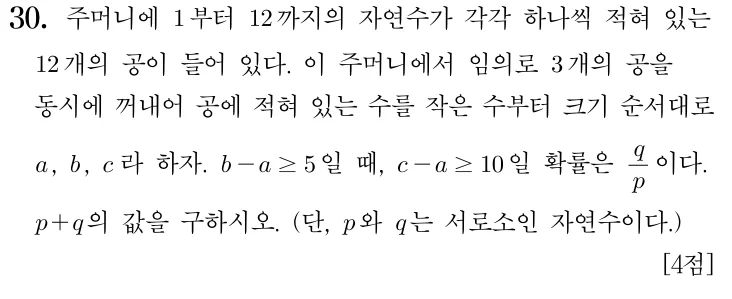 30. 주머니에 1부터 12까지의 자연수가 각각 하나씩 적혀 있는
12개의 공이 들어 있다. 이 주머니에서 임의로 3개의 공을
동시에 꺼내어 공에 적혀 있는 수를 작은 수부터 크기 순서대로
a, b, c라 하자. b-a≥5일 때, c-a≥10일 확률은 q/p이다.
p+q의 값을 구하시오. (단, p와 q는 서로소인 자연수이다.)
[4점]